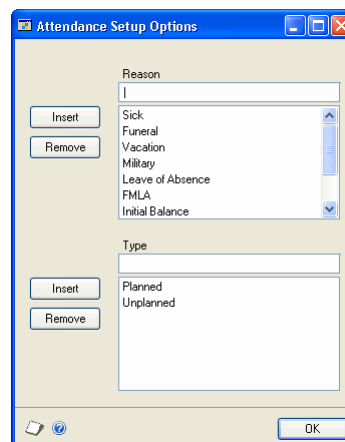 Attendance Setup Options
Reason
Insert
Remove
Sick
Funeral
Vacation
Military
Leave of Absence
FMLA
Initial Balance
Type
Insert
Remove
Planned
Unplanned
OK